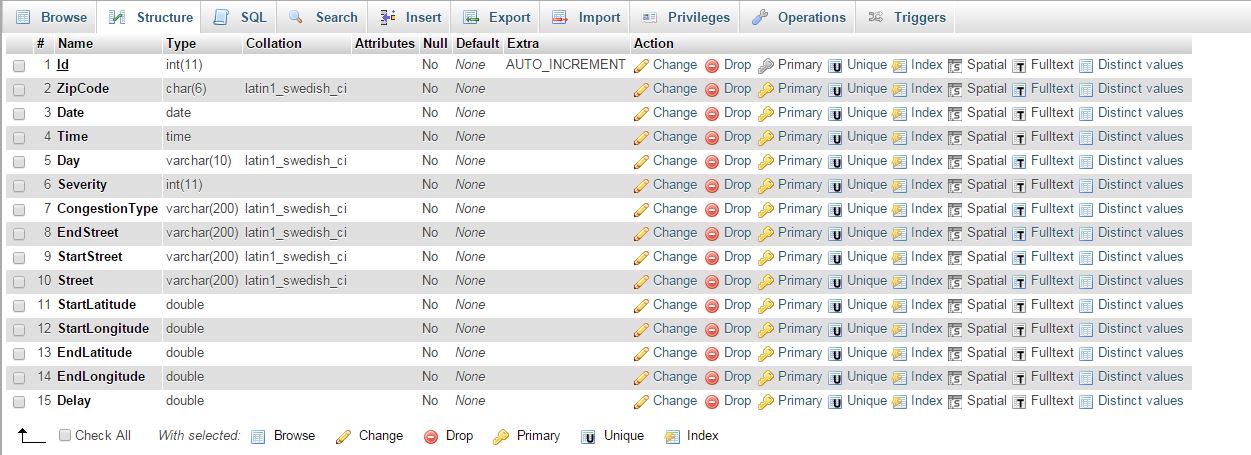 Browse Structure SQL Search Insert Export Import Privileges Operations Triggers
# Name Type Collation Attributes Null Default Extra Action
1 Id int(11) No None AUTO_INCREMENT Change Drop Primary Unique Index Spatial Fulltext Distinct values
2 ZipCode char(6) latin1_swedish_ci No None Change Drop Primary Unique Index Spatial Fulltext Distinct values
3 Date date No None Change Drop Primary Unique Index Spatial Fulltext Distinct values
4 Time time No None Change Drop Primary Unique Index Spatial Fulltext Distinct values
5 Day varchar(10) latin1_swedish_ci No None Change Drop Primary Unique Index Spatial Fulltext Distinct values
6 Severity int(11) No None Change Drop Primary Unique Index Spatial Fulltext Distinct values
7 CongestionType varchar(200) latin1_swedish_ci No None Change Drop Primary Unique Index Spatial Fulltext Distinct values
8 EndStreet varchar(200) latin1_swedish_ci No None Change Drop Primary Unique Index Spatial Fulltext Distinct values
9 StartStreet varchar(200) latin1_swedish_ci No None Change Drop Primary Unique Index Spatial Fulltext Distinct values
10 Street varchar(200) latin1_swedish_ci No None Change Drop Primary Unique Index Spatial Fulltext Distinct values
11 StartLatitude double No None Change Drop Primary Unique Index Spatial Fulltext Distinct values
12 StartLongitude double No None Change Drop Primary Unique Index Spatial Fulltext Distinct values
13 EndLatitude double No None Change Drop Primary Unique Index Spatial Fulltext Distinct values
14 EndLongitude double No None Change Drop Primary Unique Index Spatial Fulltext Distinct values
15 Delay double No None Change Drop Primary Unique Index Spatial Fulltext Distinct values
Check All With selected: Browse Change Drop Primary Unique Index